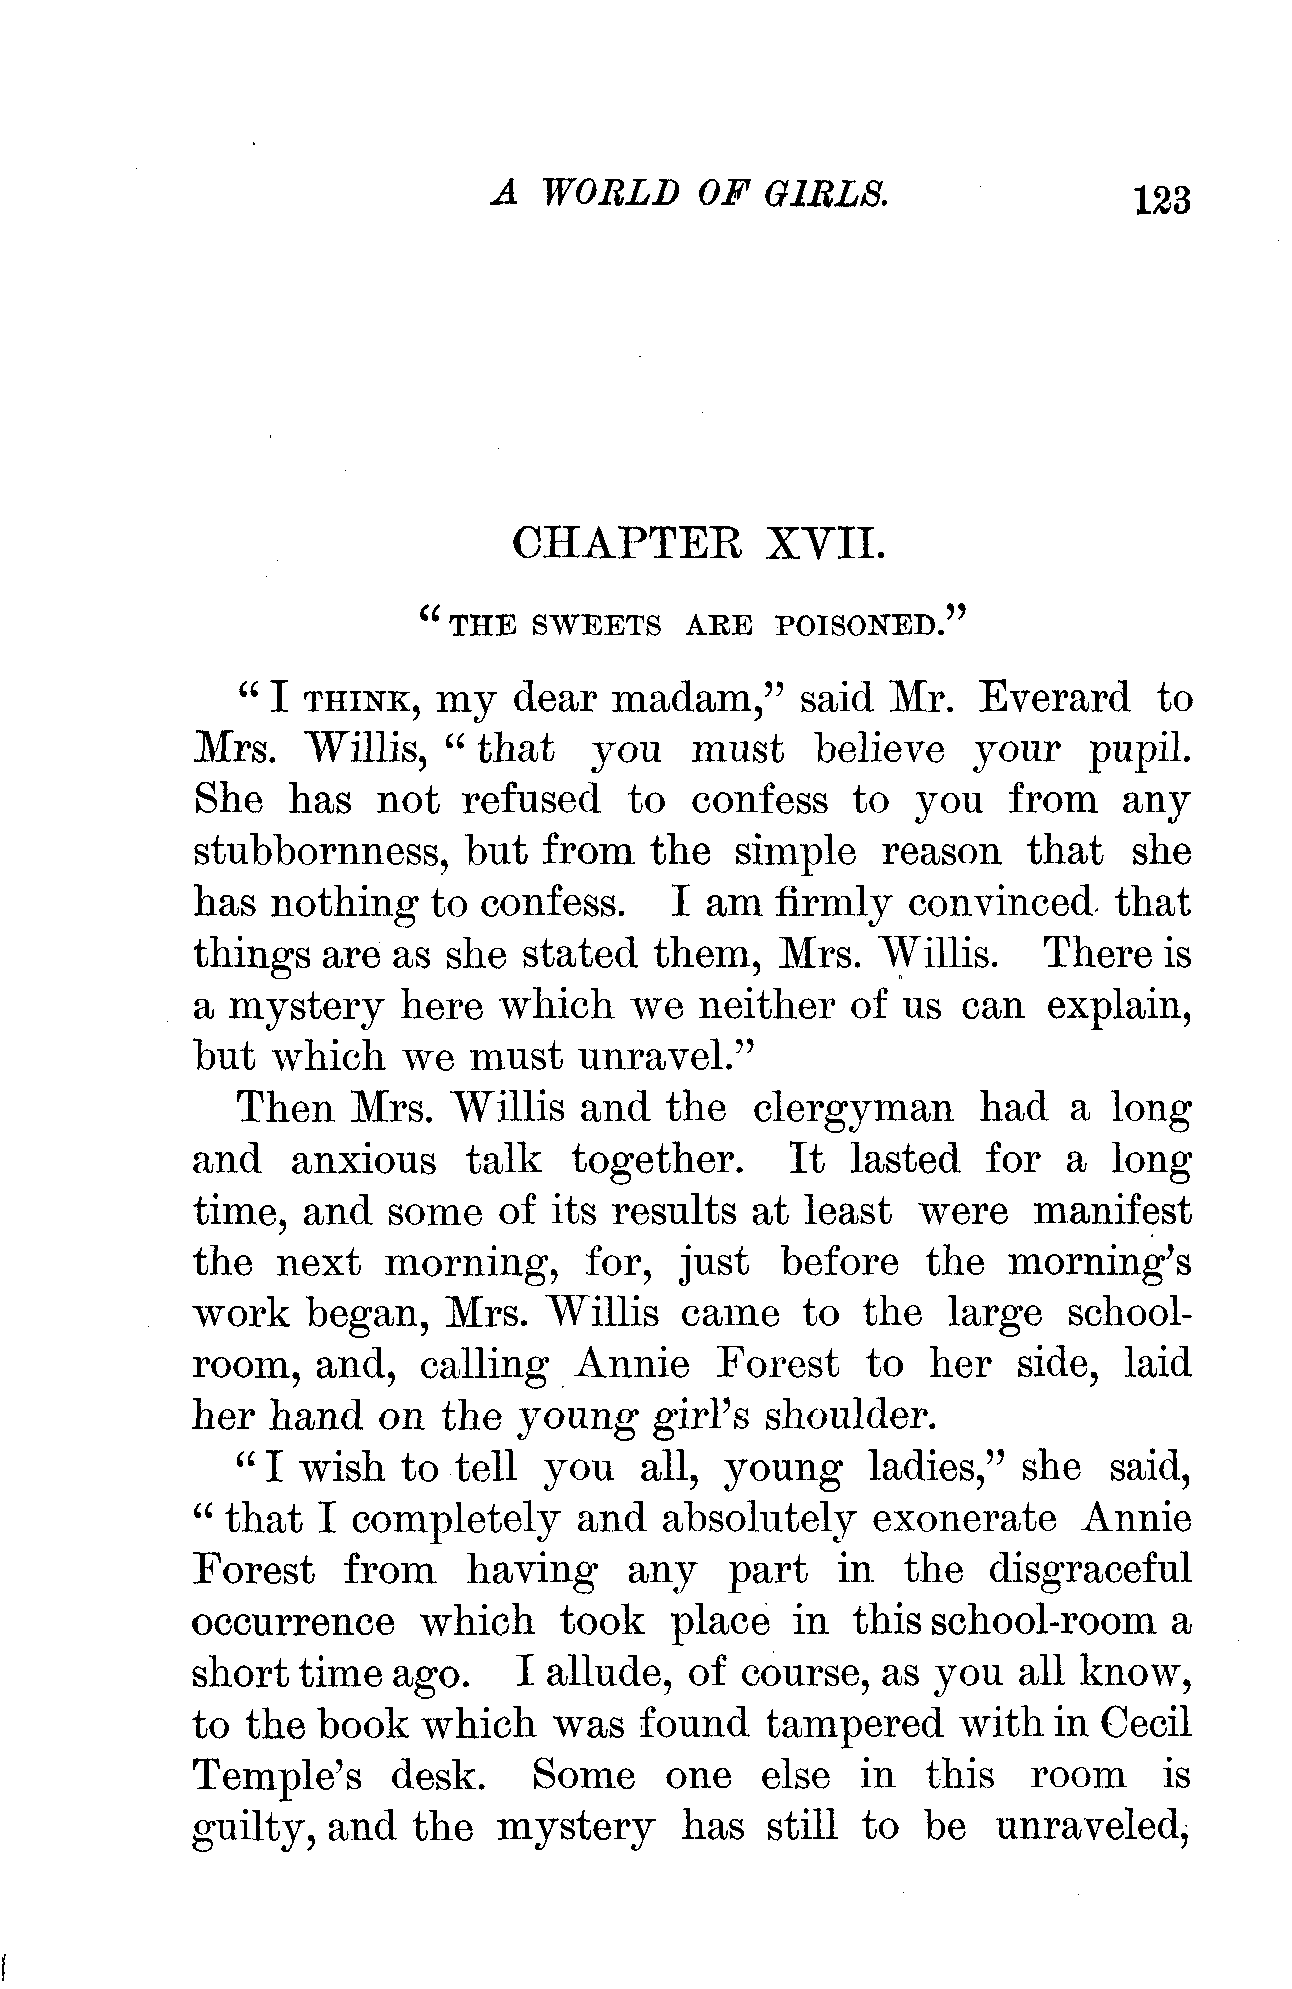 A WORLD OF GIRLS. 123
CHAPTER XVII.
“THE SWEETS ARE POISONED.”
“I THINK, my dear madam,” said Mr. Everard to
Mrs. Willis, “that you must believe your pupil.
She has not refused to confess to you from any
stubbornness, but from the simple reason that she
has nothing to confess. I am firmly convinced that
things are as she stated them, Mrs. Willis. There is
a mystery here which we neither of us can explain,
but which we must unravel.”
Then Mrs. Willis and the clergyman had a long
and anxious talk together. It lasted for a long
time, and some of its results at least were manifest
the next morning, for, just before the morning’s
work began, Mrs. Willis came to the large school-
room, and, calling Annie Forest to her side, laid
her hand on the young girl’s shoulder.
“I wish to tell you all, young ladies,” she said,
“that I completely and absolutely exonerate Annie
Forest from having any part in the disgraceful
occurrence which took place in this school-room a
short time ago. I allude, of course, as you all know,
to the book which was found tampered with in Cecil
Temple’s desk. Some one else in this room is
guilty, and the mystery has still to be unraveled,